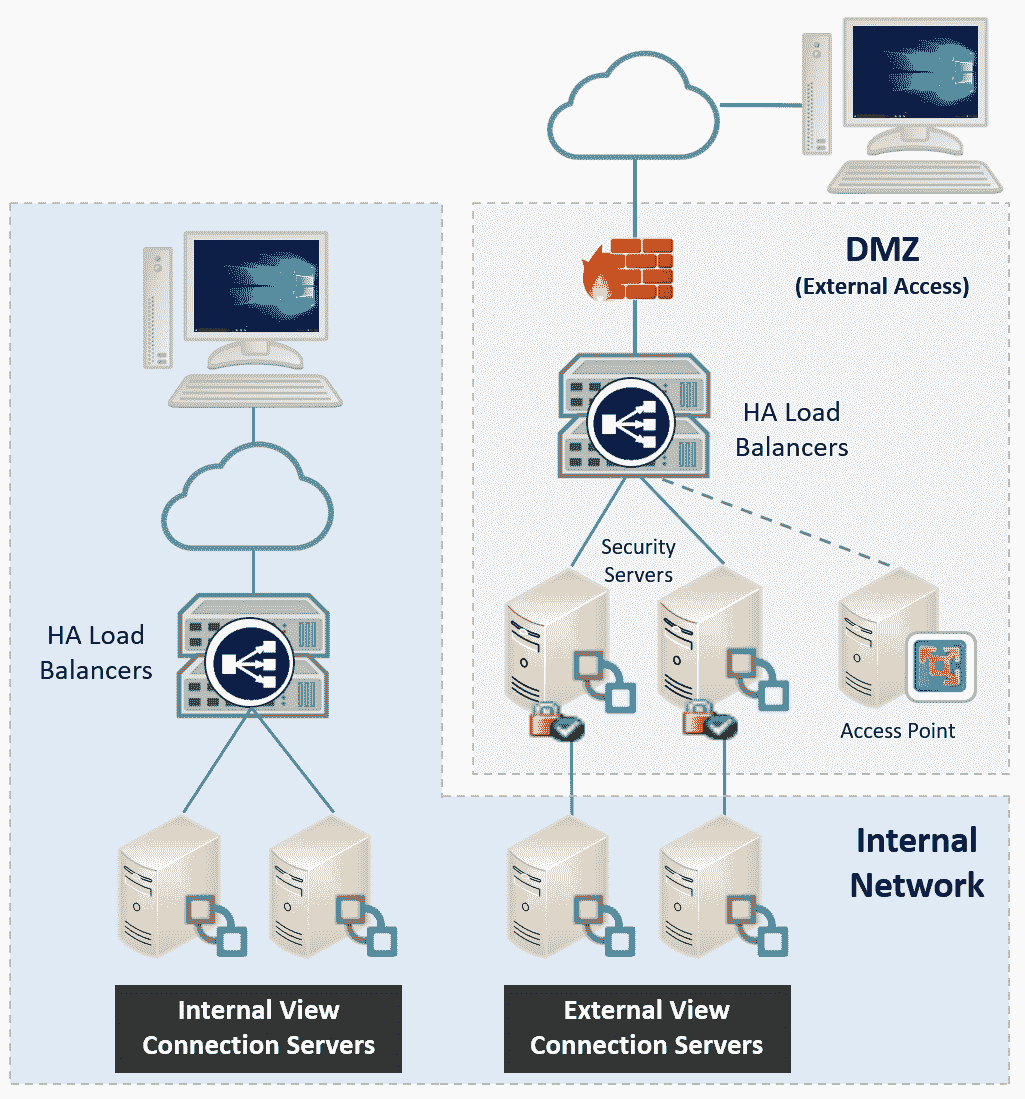 DMZ
(External Access)
HA Load
Balancers
Security
Servers
HA Load
Balancers
Access Point
Internal
Network
Internal View
Connection Servers
External View
Connection Servers